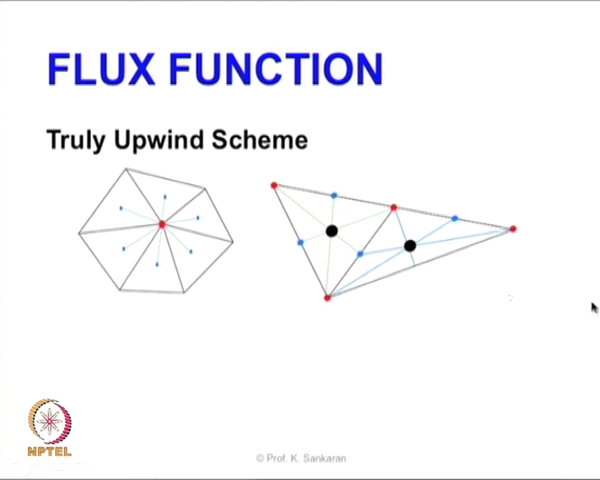 FLUX FUNCTION
Truly Upwind Scheme
NPTEL
© Prof. K. Sankaran